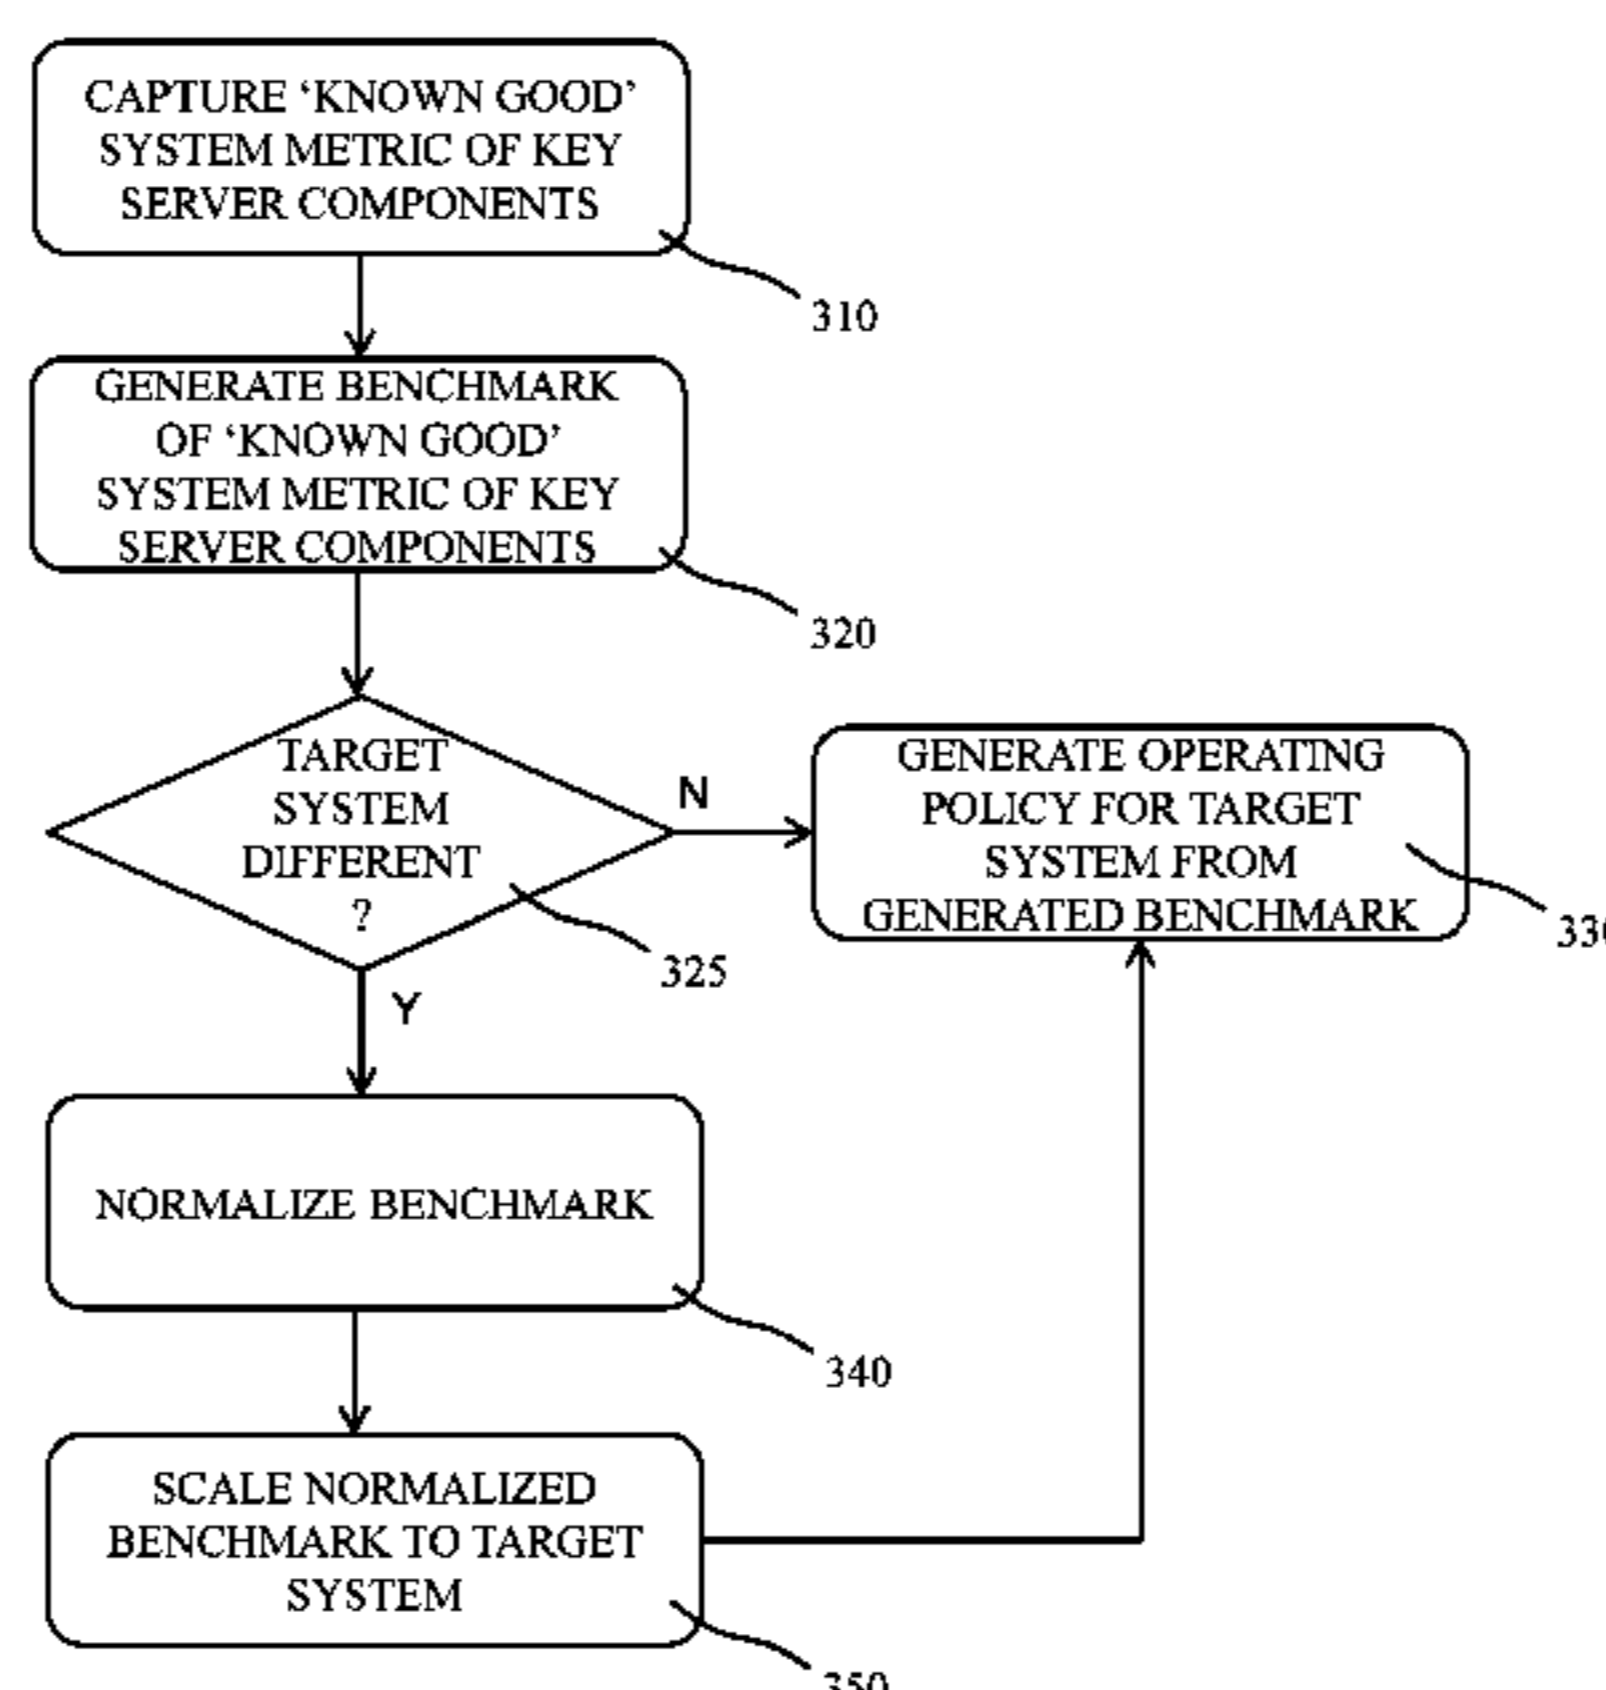 CAPTURE ‘KNOWN GOOD’
SYSTEM METRIC OF KEY
SERVER COMPONENTS
310
GENERATE BENCHMARK
OF ‘KNOWN GOOD’
SYSTEM METRIC OF KEY
SERVER COMPONENTS
320
TARGET
SYSTEM
DIFFERENT
?
325
N
GENERATE OPERATING
POLICY FOR TARGET
SYSTEM FROM
GENERATED BENCHMARK
330
Y
NORMALIZE BENCHMARK
340
SCALE NORMALIZED
BENCHMARK TO TARGET
SYSTEM
350